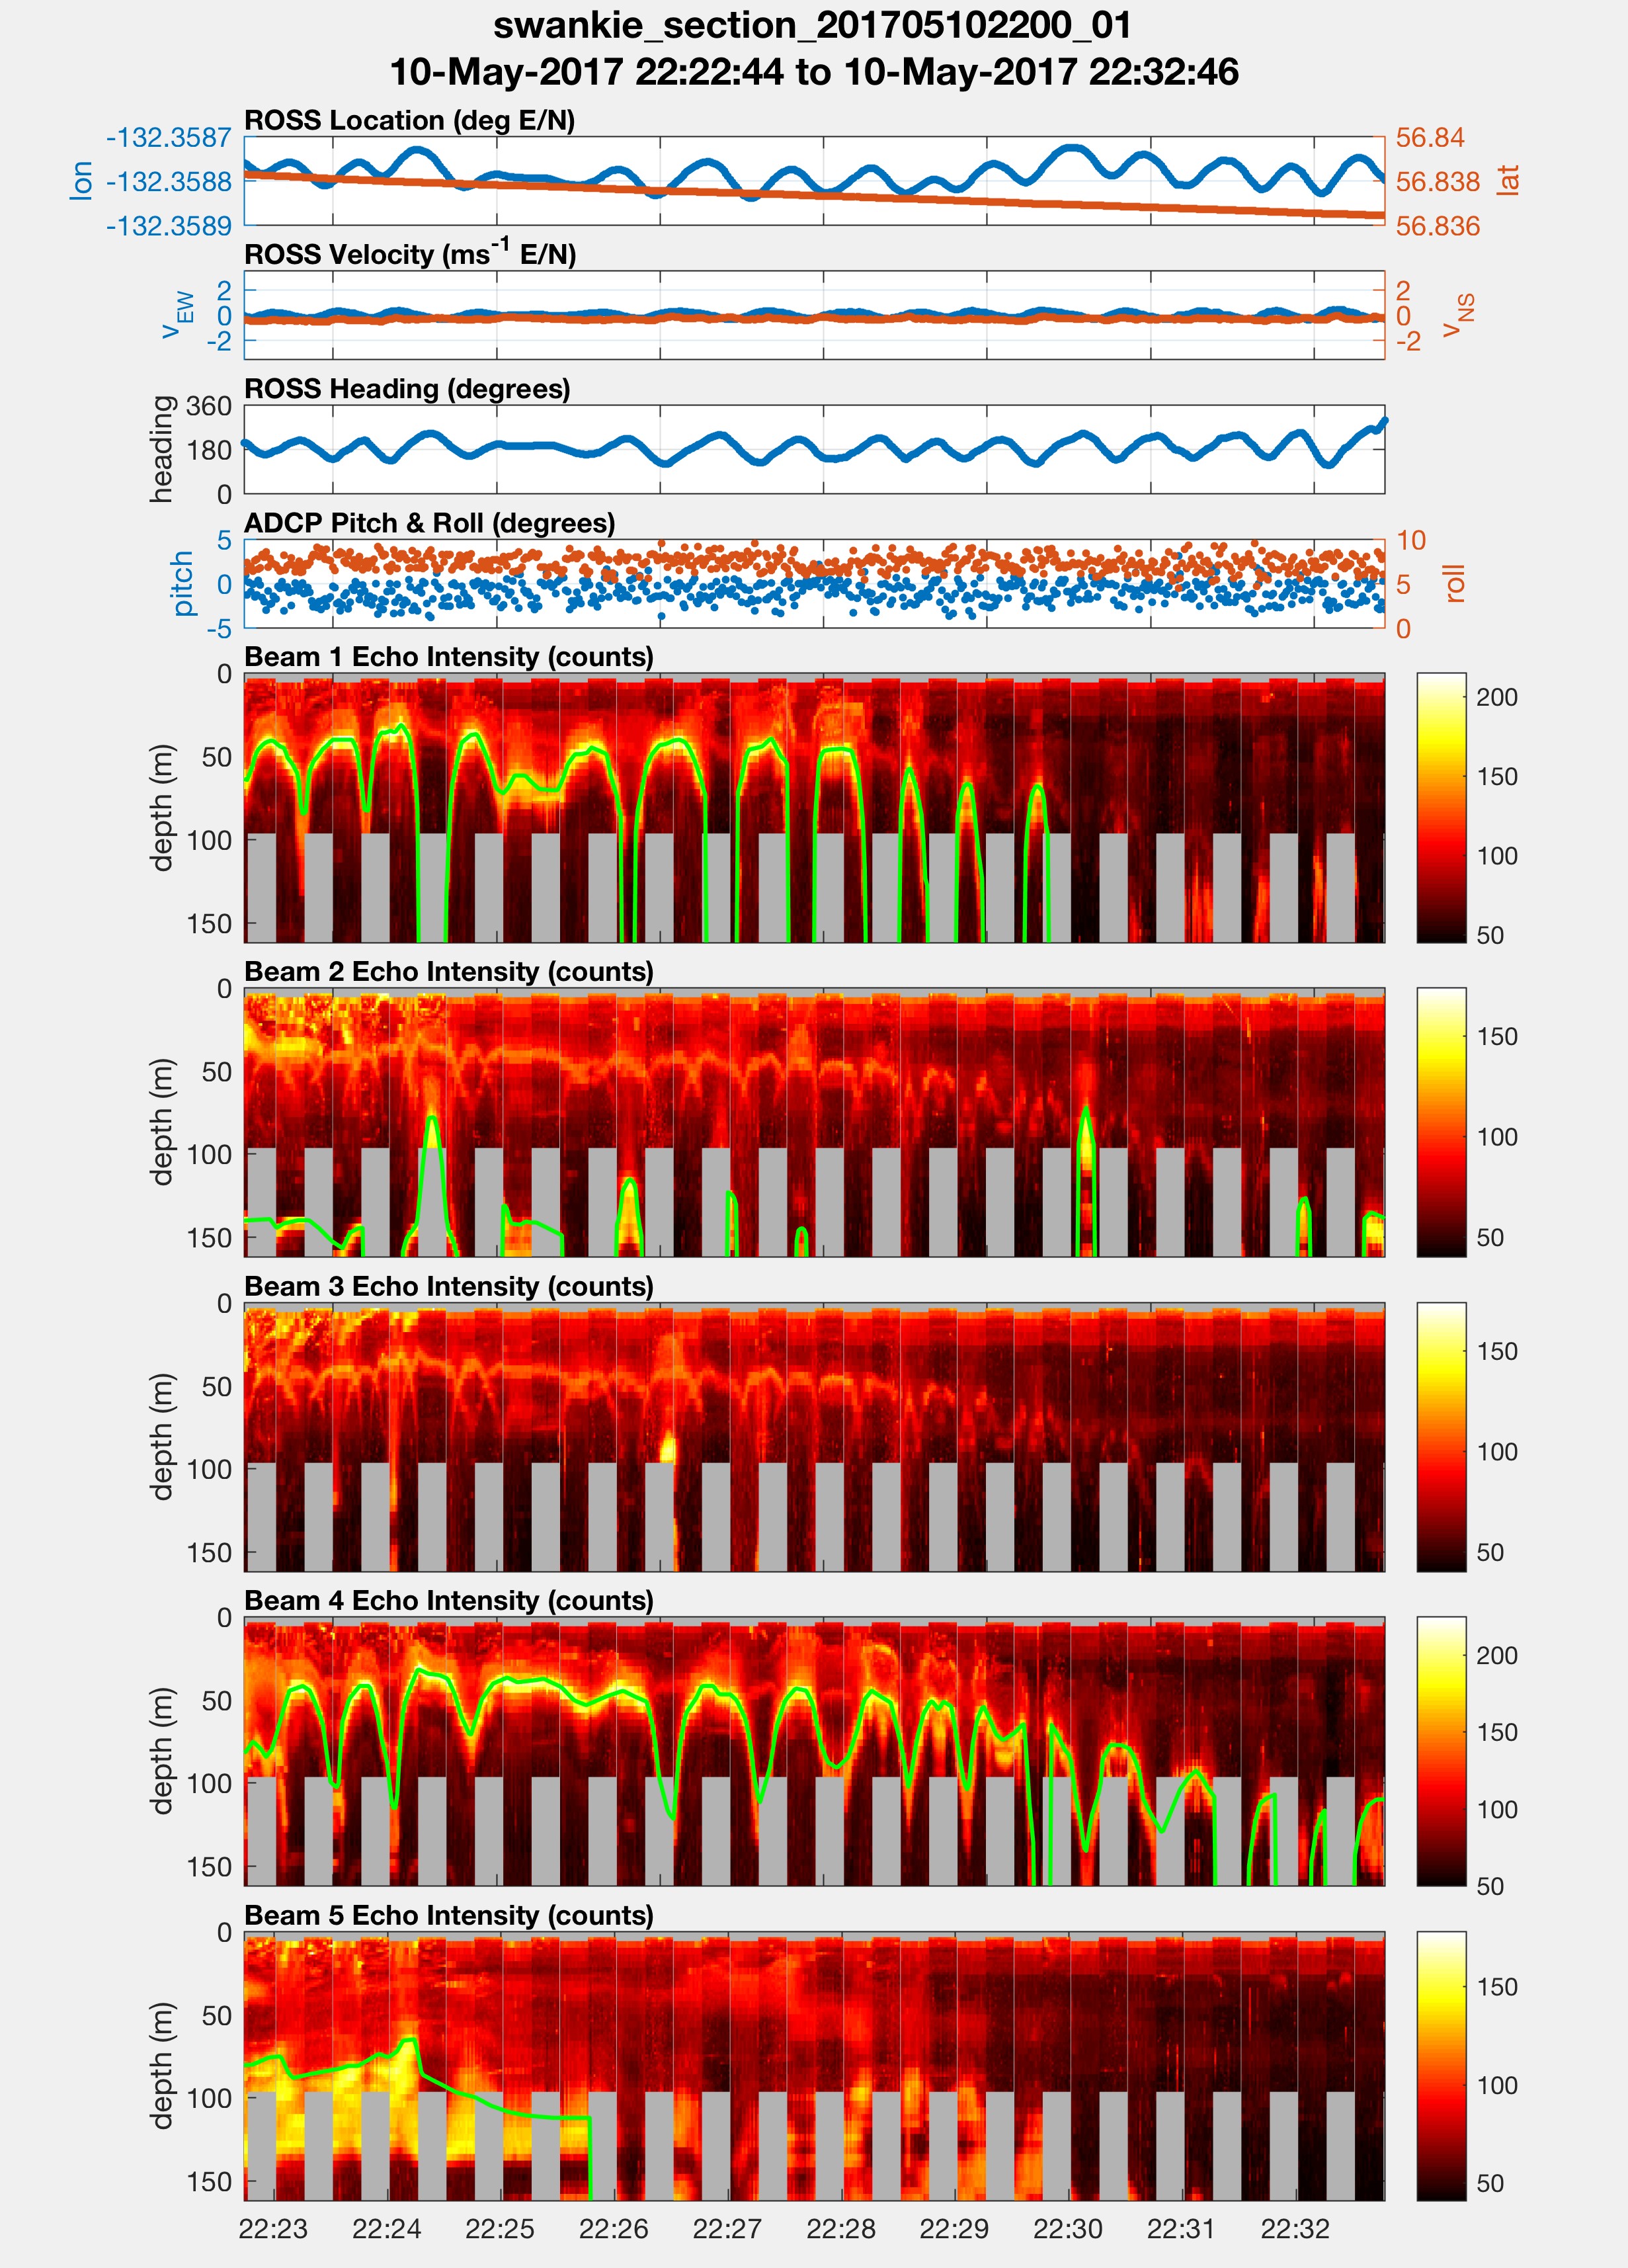 swankie_section_201705102200_01
10-May-2017 22:22:44 to 10-May-2017 22:32:46
ROSS Location (deg E/N)
-132.3587
-132.3588
-132.3589
lon
56.84
56.838
56.836
lat
ROSS Velocity (ms-1 E/N)
2
0
-2
vEW
2
0
-2
vNS
ROSS Heading (degrees)
360
180
0
heading
ADCP Pitch & Roll (degrees)
5
0
-5
pitch
10
5
0
roll
Beam 1 Echo Intensity (counts)
0
50
100
150
depth (m)
200
150
100
50
Beam 2 Echo Intensity (counts)
0
50
100
150
depth (m)
150
100
50
Beam 3 Echo Intensity (counts)
0
50
100
150
depth (m)
150
100
50
Beam 4 Echo Intensity (counts)
0
50
100
150
depth (m)
200
150
100
50
Beam 5 Echo Intensity (counts)
0
50
100
150
depth (m)
150
100
50
22:23 22:24 22:25 22:26 22:27 22:28 22:29 22:30 22:31 22:32